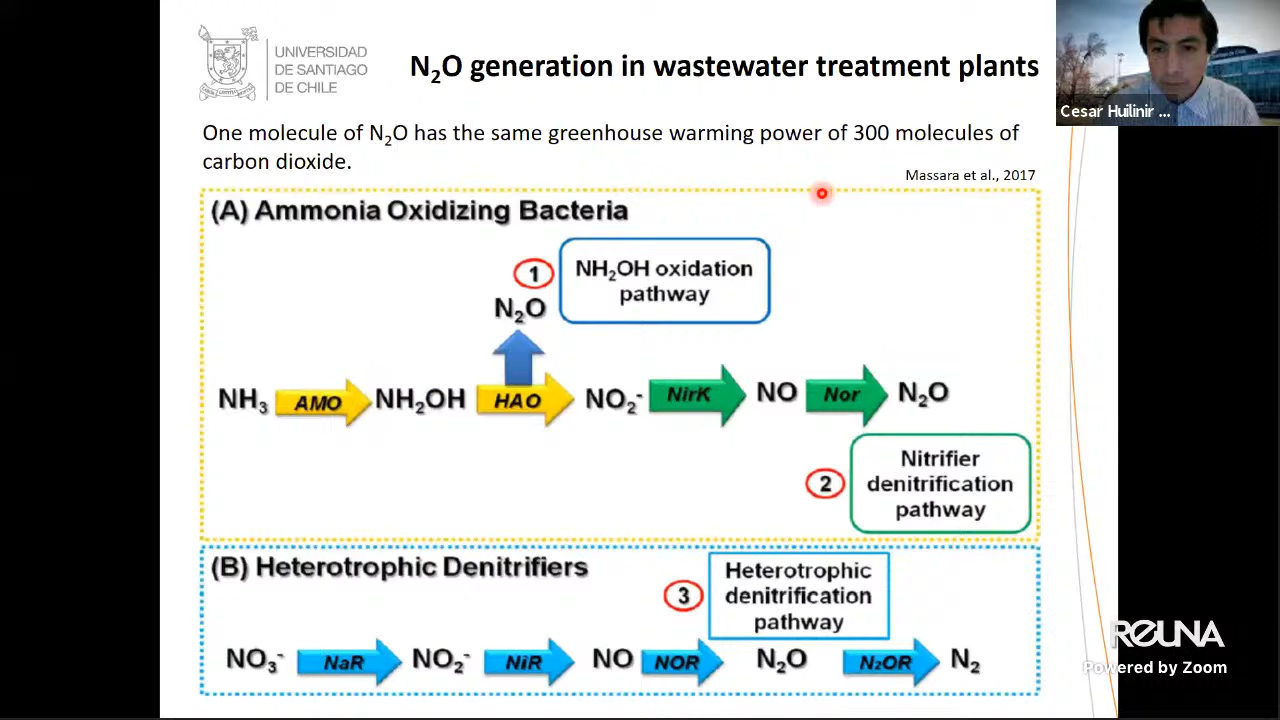 UNIVERSIDAD
DE SANTIAGO
DE CHILE
N₂O generation in wastewater treatment plants
Cesar Huilinir ...
One molecule of N₂O has the same greenhouse warming power of 300 molecules of
carbon dioxide.
Massara et al., 2017
(A) Ammonia Oxidizing Bacteria
1
NH₂OH oxidation
pathway
N₂O
NH₃ AMO NH₂OH HAO NO₂⁻ NirK NO Nor N₂O
2
Nitrifier
denitrification
pathway
(B) Heterotrophic Denitrifiers
3
Heterotrophic
denitrification
pathway
NO₃⁻ NaR NO₂⁻ NiR NO NOR N₂O N₂OR N₂
REUNA
Powered by Zoom